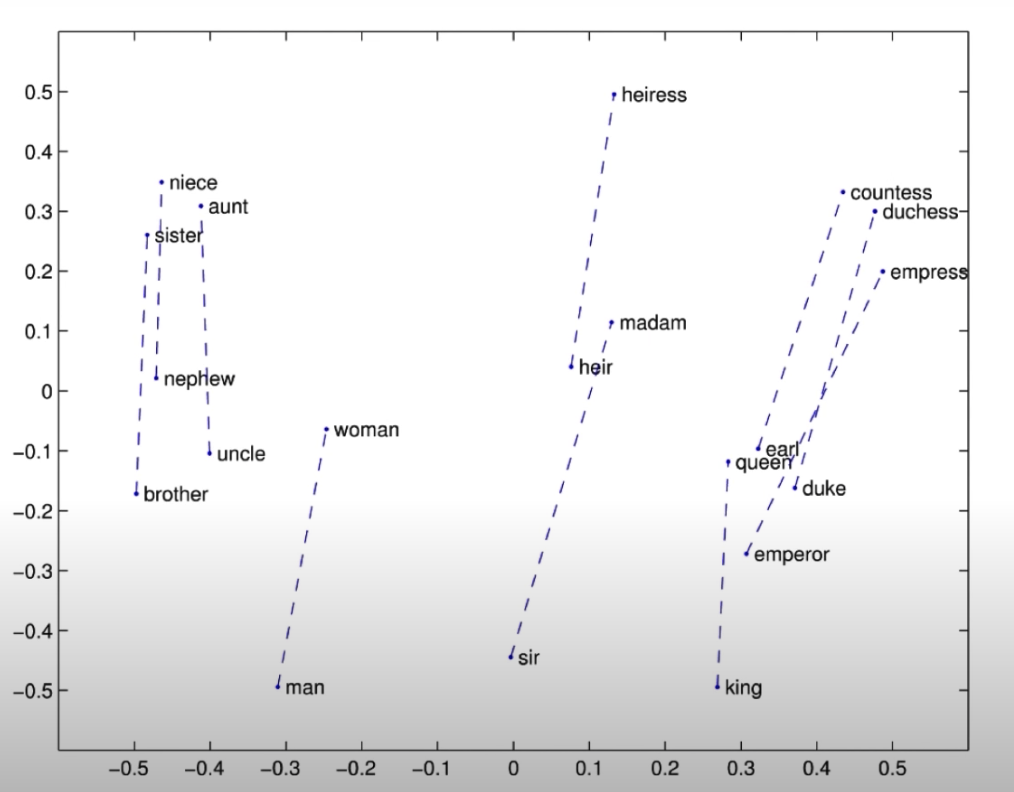 0.5
heiress
0.4
niece
countess
aunt
0.3
duchess
sister
0.2
empress
0.1
madam
heir
nephew
0
woman
−0.1
earl
uncle
queen
duke
brother
−0.2
emperor
−0.3
−0.4
sir
−0.5
man
king
−0.5 −0.4 −0.3 −0.2 −0.1 0 0.1 0.2 0.3 0.4 0.5